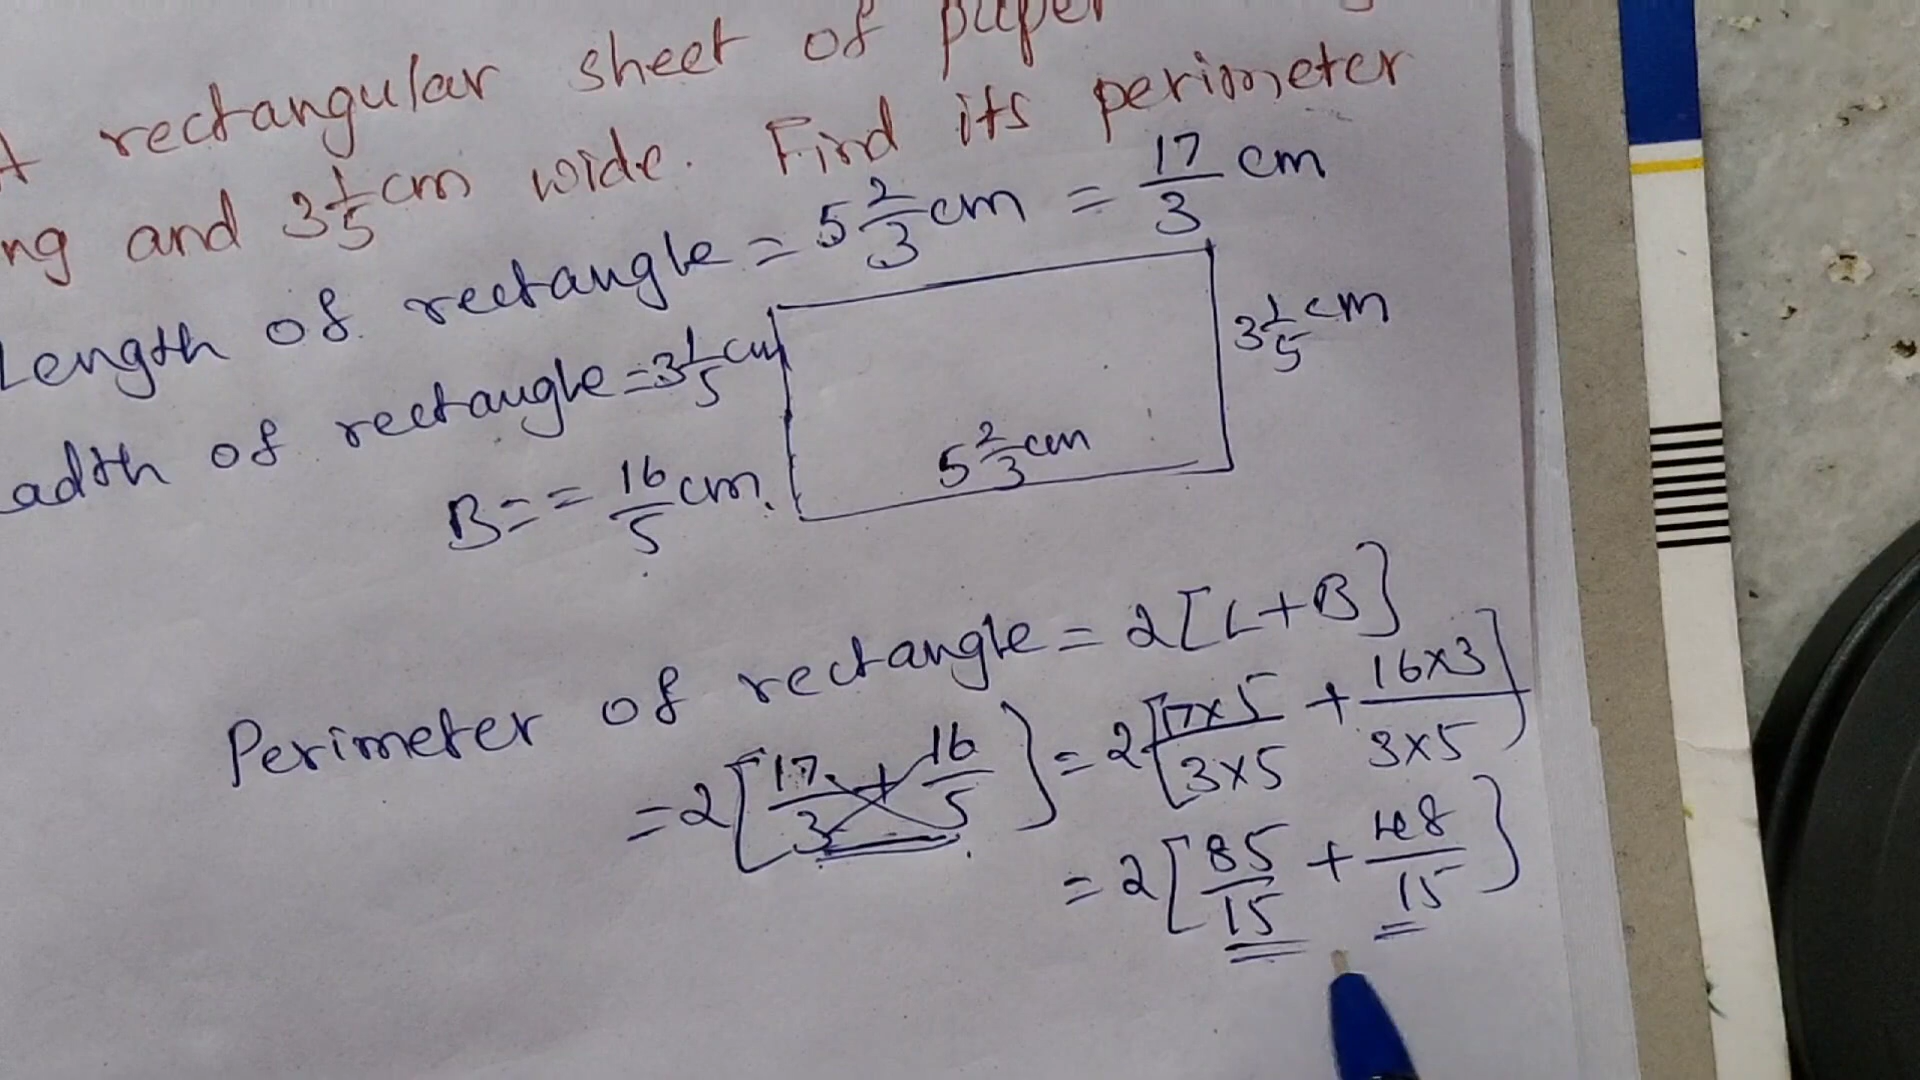 rectangular sheet of paper
ng and 3 1/5 cm wide. Find its perimeter
Length of rectangle = 5 2/3 cm = 17/3 cm
adth of rectangle = 3 1/5 cm
3 1/5 cm
B = = 16/5 cm.
5 2/3 cm
Perimeter of rectangle = 2[L+B]
= 2[17/3 + 16/5] = 2[17×5/3×5 + 16×3/3×5]
= 2[85/15 + 48/15]